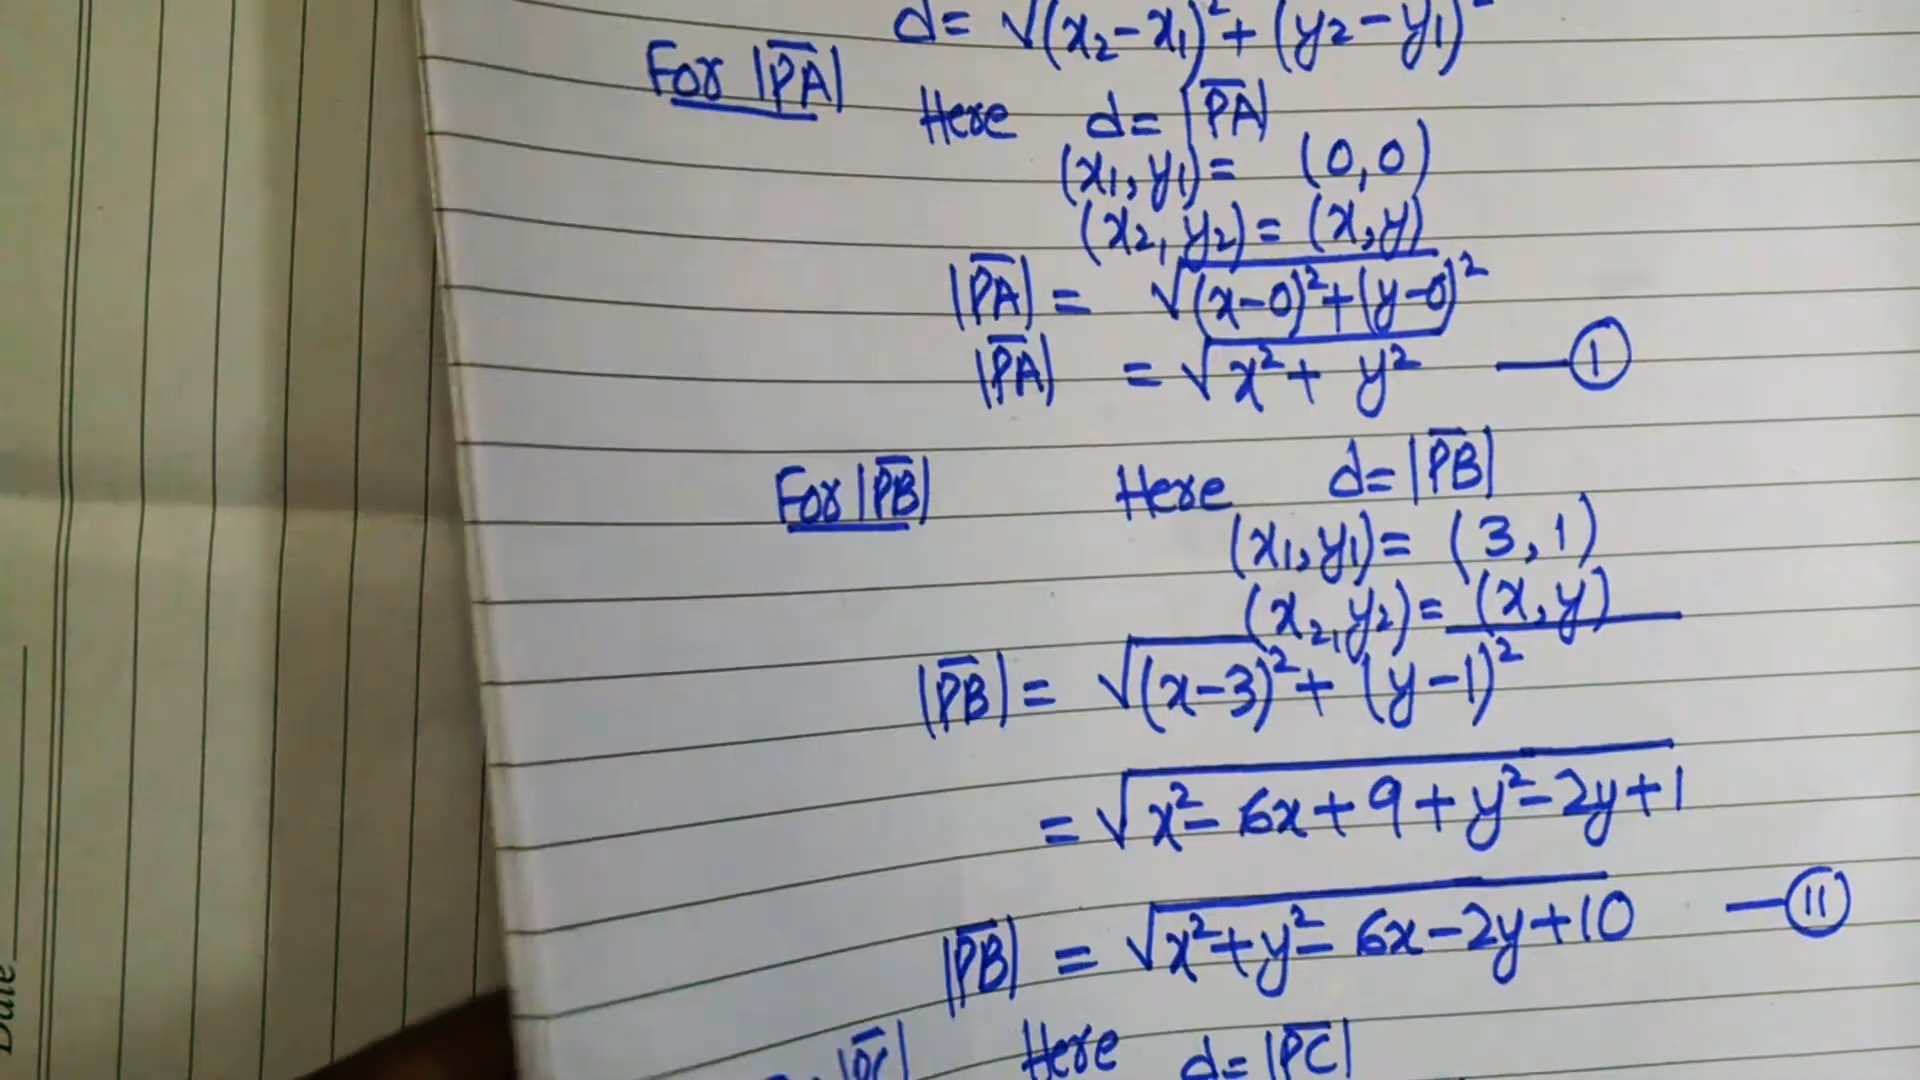 d= √(x₂-x₁)²+ (y₂-y₁)²
For |PA|
Here d= |PA|
(x₁,y₁)= (0,0)
(x₂,y₂)= (x,y)
|PA| = √(x-0)²+(y-0)²
|PA| = √x²+ y² —Ⓘ
For |PB| Here d= |PB|
(x₁,y₁)= (3,1)
(x₂,y₂)= (x,y)
|PB| = √(x-3)²+ (y-1)²
= √x²- 6x+9+y²-2y+1
|PB| = √x²+y²- 6x-2y+10 —(II)
Here d= |PC|
Date